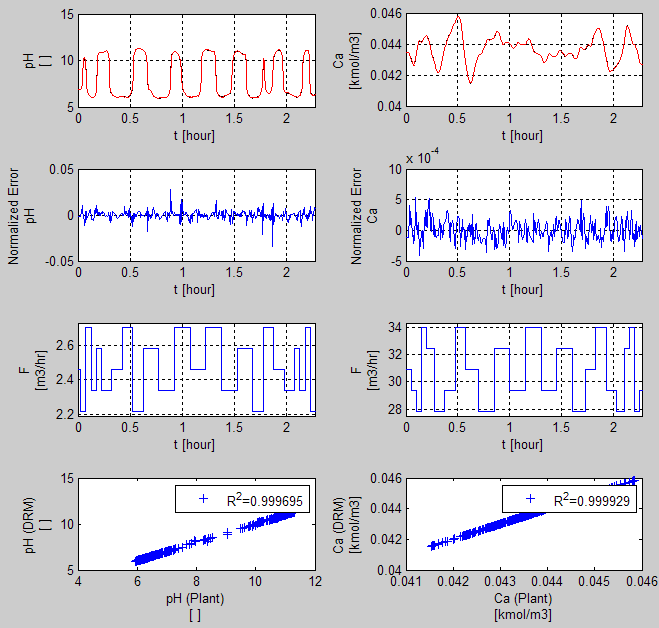 15
10
5
pH
[ ]
0
0.5
1
1.5
2
t [hour]
0.046
0.044
0.042
0.04
Ca
[kmol/m3]
0
0.5
1
1.5
2
t [hour]
0.05
0
-0.05
Normalized Error
pH
0
0.5
1
1.5
2
t [hour]
x 10-4
10
5
0
-5
Normalized Error
Ca
0
0.5
1
1.5
2
t [hour]
2.6
2.4
2.2
F
[m3/hr]
0
0.5
1
1.5
2
t [hour]
34
32
30
28
F
[m3/hr]
0
0.5
1
1.5
2
t [hour]
15
10
5
pH (DRM)
[ ]
R2=0.999695
4
6
8
10
12
pH (Plant)
[ ]
0.046
0.044
0.042
0.04
Ca (DRM)
[kmol/m3]
R2=0.999929
0.041
0.042
0.043
0.044
0.045
0.046
Ca (Plant)
[kmol/m3]